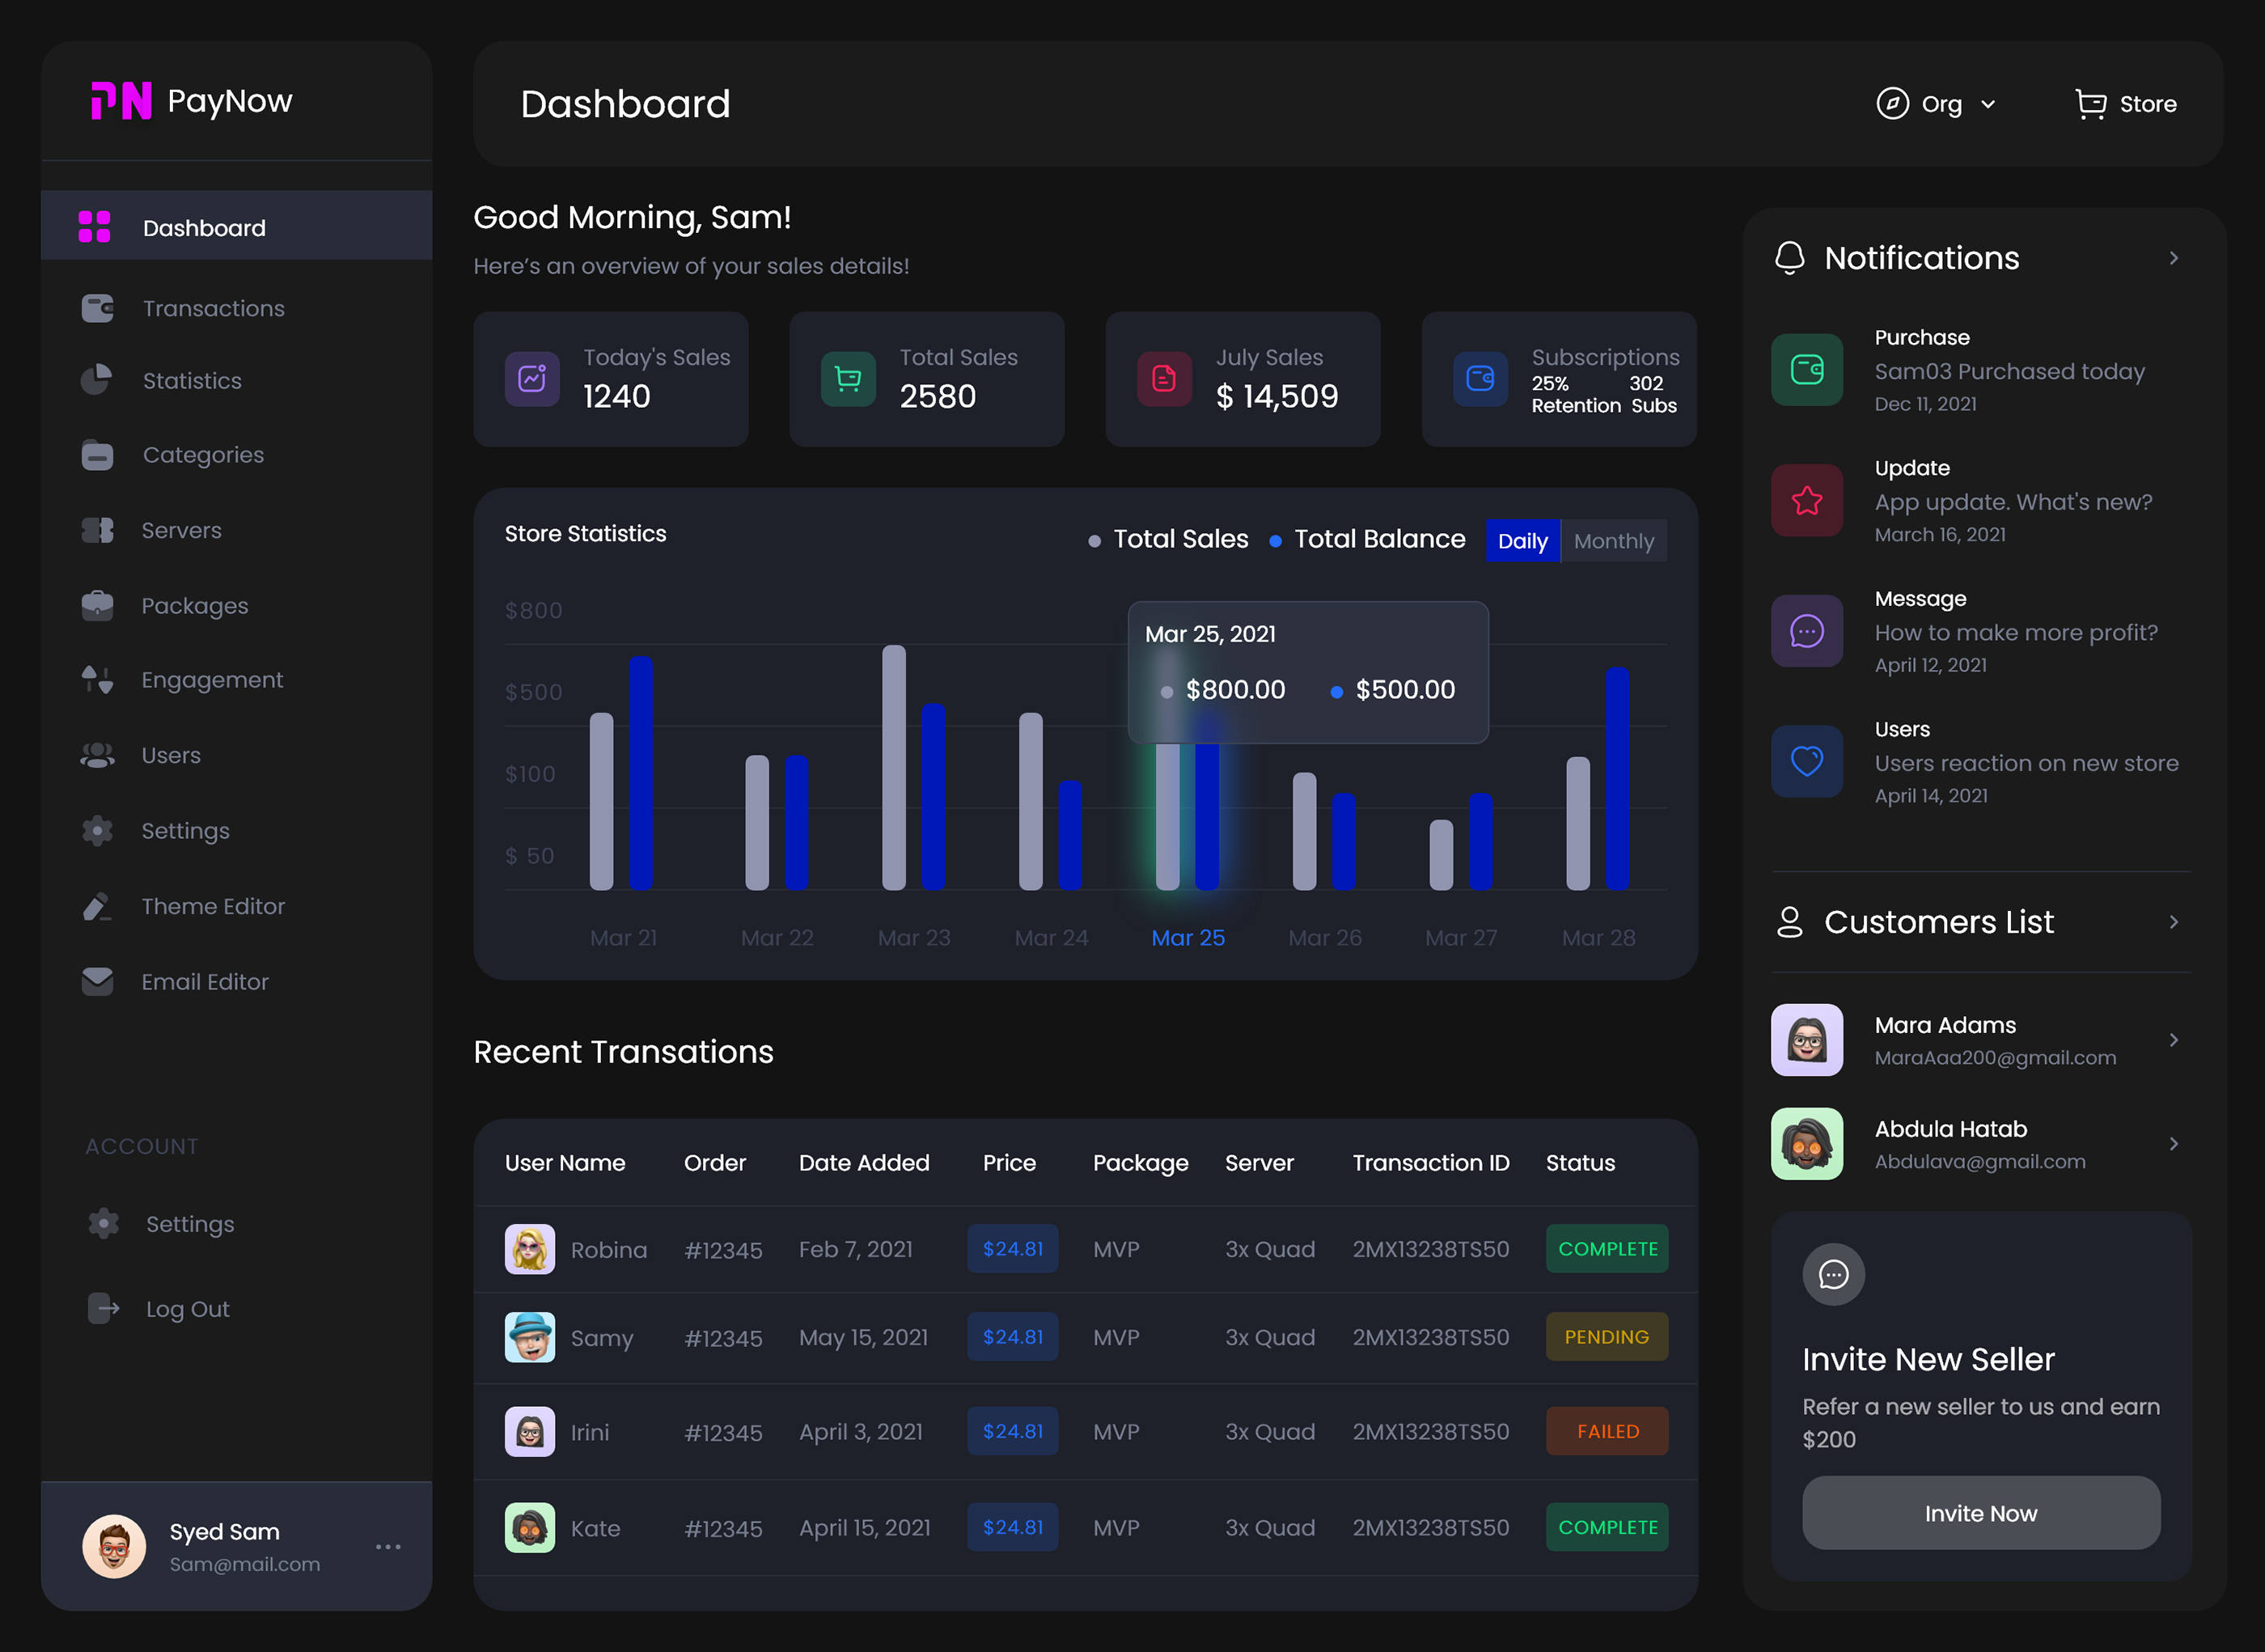 PN PayNow
Dashboard
Transactions
Statistics
Categories
Servers
Packages
Engagement
Users
Settings
Theme Editor
Email Editor
ACCOUNT
Settings
Log Out
Syed Sam
Sam@mail.com
Dashboard
Org
Store
Good Morning, Sam!
Here's an overview of your sales details!
Today's Sales
1240
Total Sales
2580
July Sales
$ 14,509
Subscriptions
25% 302
Retention Subs
Store Statistics
Total Sales Total Balance Daily Monthly
$800
$500
$100
$ 50
Mar 25, 2021
$800.00 $500.00
Mar 21 Mar 22 Mar 23 Mar 24 Mar 25 Mar 26 Mar 27 Mar 28
Recent Transations
User Name Order Date Added Price Package Server Transaction ID Status
Robina #12345 Feb 7, 2021 $24.81 MVP 3x Quad 2MX13238TS50 COMPLETE
Samy #12345 May 15, 2021 $24.81 MVP 3x Quad 2MX13238TS50 PENDING
Irini #12345 April 3, 2021 $24.81 MVP 3x Quad 2MX13238TS50 FAILED
Kate #12345 April 15, 2021 $24.81 MVP 3x Quad 2MX13238TS50 COMPLETE
Notifications
Purchase
Sam03 Purchased today
Dec 11, 2021
Update
App update. What's new?
March 16, 2021
Message
How to make more profit?
April 12, 2021
Users
Users reaction on new store
April 14, 2021
Customers List
Mara Adams
MaraAaa200@gmail.com
Abdula Hatab
Abdulava@gmail.com
Invite New Seller
Refer a new seller to us and earn
$200
Invite Now